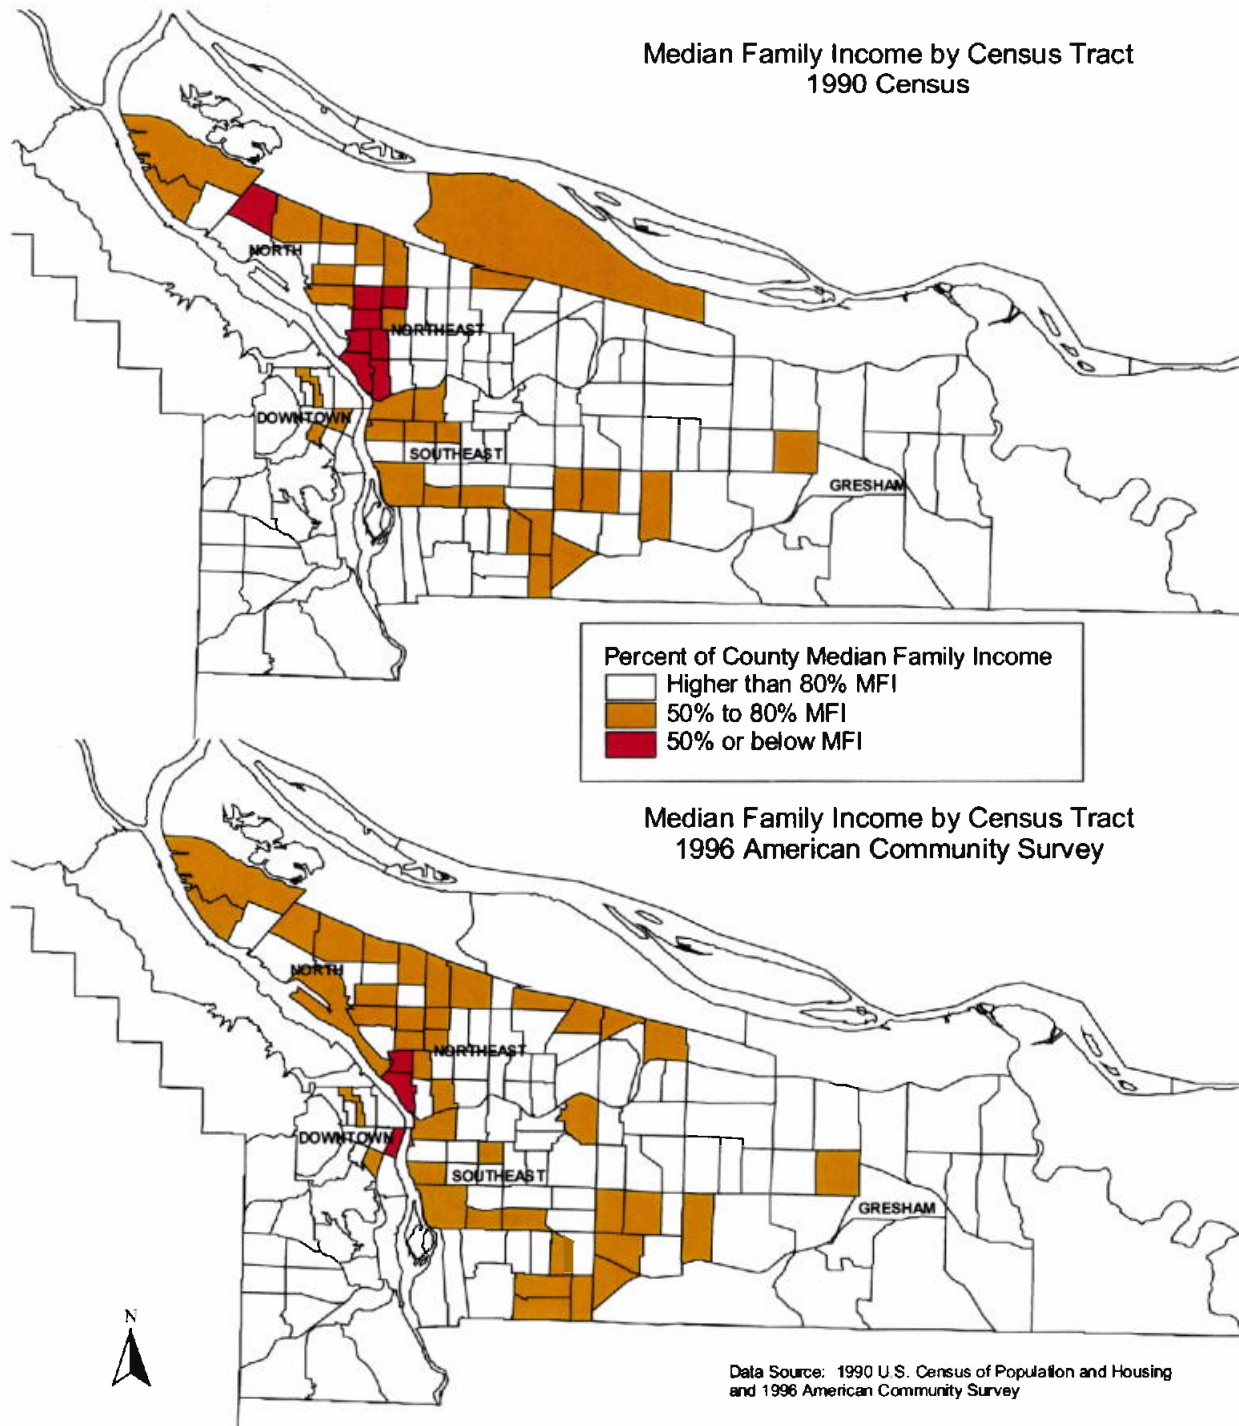 Median Family Income by Census Tract
1990 Census
NORTH
NORTHEAST
DOWNTOWN
SOUTHEAST
GRESHAM
Percent of County Median Family Income
Higher than 80% MFI
50% to 80% MFI
50% or below MFI
Median Family Income by Census Tract
1996 American Community Survey
NORTH
NORTHEAST
DOWNTOWN
SOUTHEAST
GRESHAM
N
Data Source: 1990 U.S. Census of Population and Housing
and 1996 American Community Survey